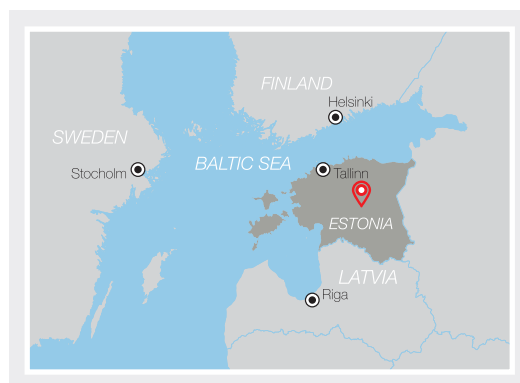 FINLAND
Helsinki
SWEDEN
Stocholm
BALTIC SEA
Tallinn
ESTONIA
LATVIA
Riga